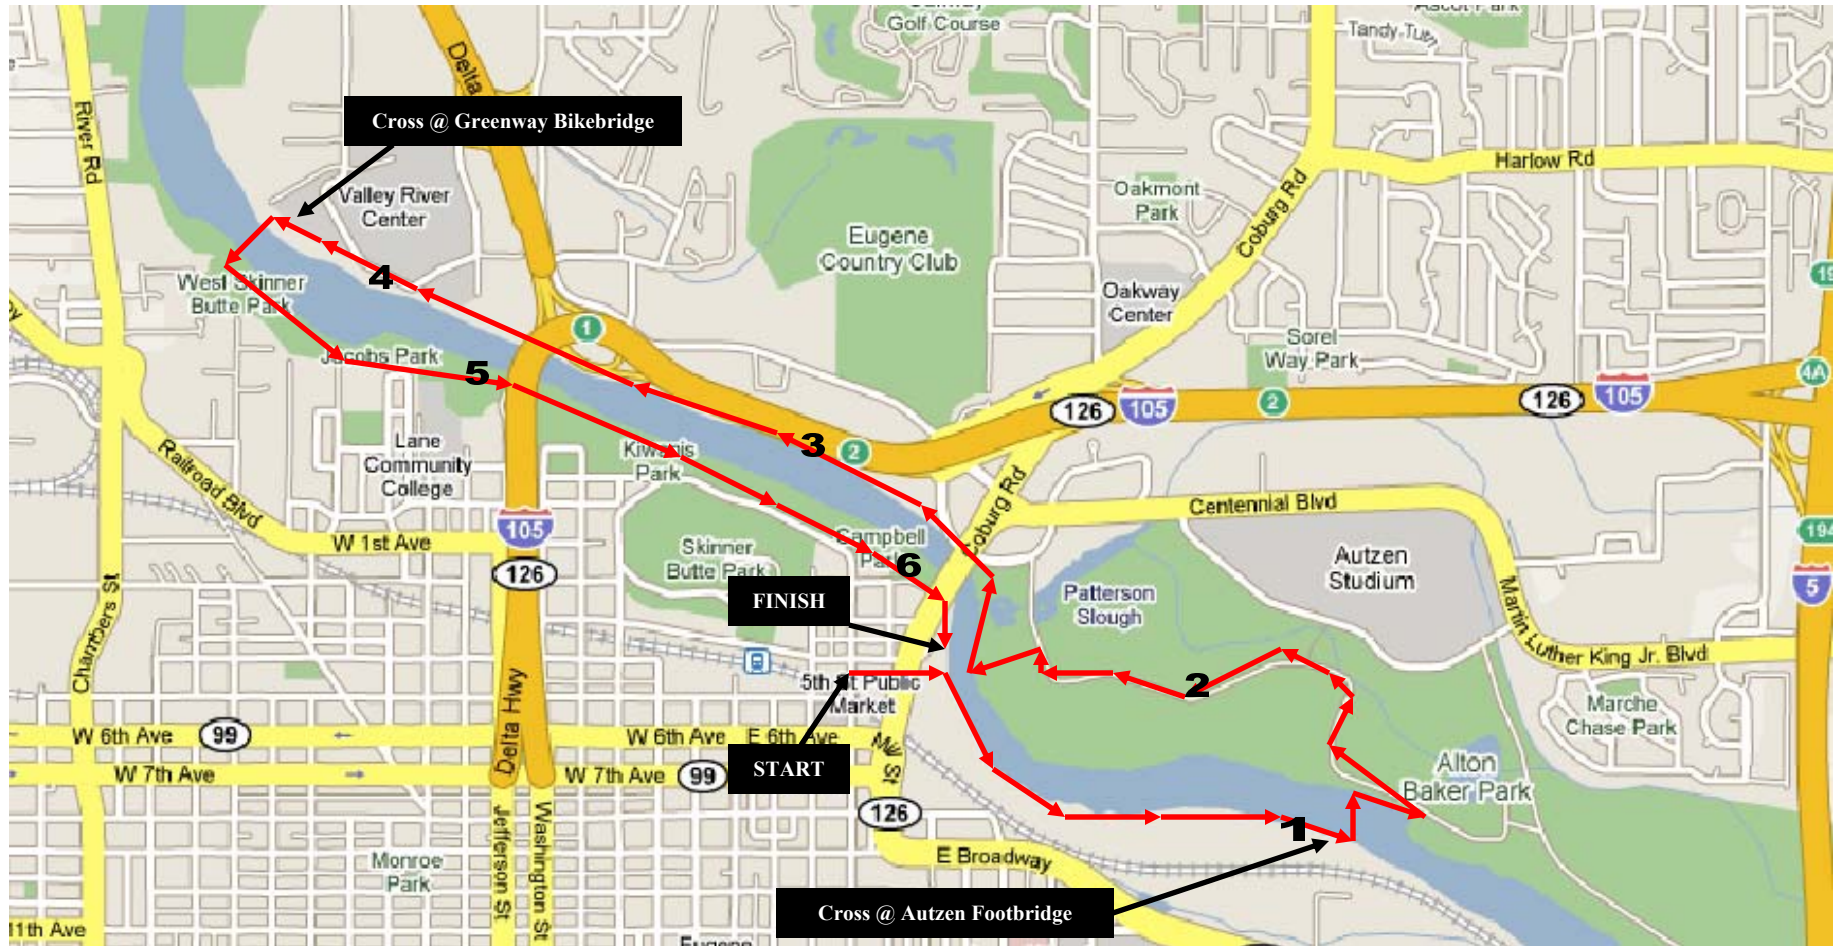 Golf Course
Ascot Park
Tandy Turn
Delta
River Rd
Cross @ Greenway Bikebridge
Harlow Rd
Valley River
Center
Oakmont
Park
Coburg Rd
Eugene
Country Club
4
West Skinner
Butte Park
Oakway
Center
19
1
Sorel
Way Park
Jacobs Park
5
4A
126
105
2
126
105
3
2
Lane
Community
College
Kiwanis
Park
Railroad Blvd
Coburg Rd
Centennial Blvd
105
W 1st Ave
Skinner
Butte Park
Campbell
Park
6
194
Autzen
Studium
126
5
FINISH
Patterson
Slough
Chambers St
Martin Luther King Jr. Blvd
5th St Public
Market
2
Marche
Chase Park
Delta Hwy
W 6th Ave
99
W 6th Ave
E 6th Ave
Mill St
W 7th Ave
W 7th Ave
99
START
Alton
Baker Park
126
1
Jefferson St
Washington St
Monroe
Park
E Broadway
Cross @ Autzen Footbridge
11th Ave
Eugene